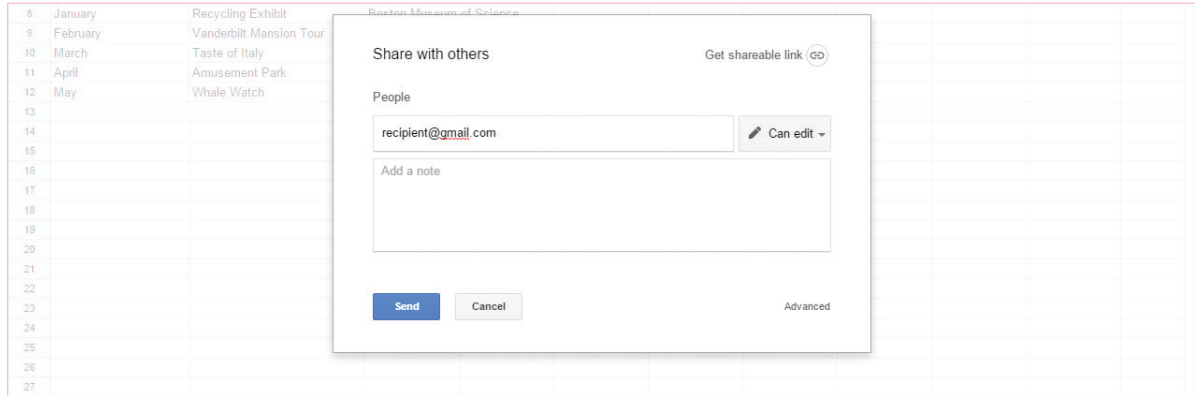 8 January Recycling Exhibit Boston Museum of Science
9 February Vanderbilt Mansion Tour
Share with others Get shareable link
10 March Taste of Italy
11 April Amusement Park
12 May Whale Watch
People
13
14 recipient@gmail.com Can edit
15
16 Add a note
17
18
19
20
21
22
23 Send Cancel Advanced
24
25
26
27